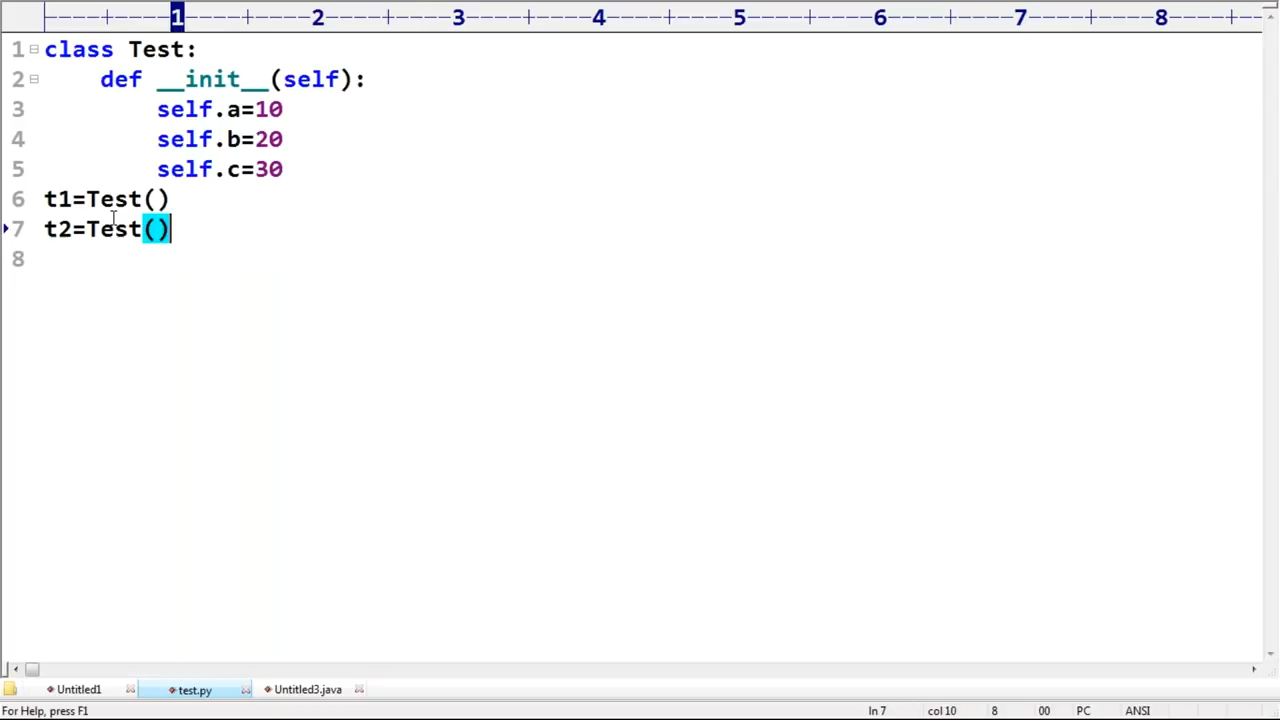 1 2 3 4 5 6 7 8
1 class Test:
2     def __init__(self):
3         self.a=10
4         self.b=20
5         self.c=30
6 t1=Test()
7 t2=Test()
8
Untitled1 test.py Untitled3.java
For Help, press F1 ln 7 col 10 8 00 PC ANSI